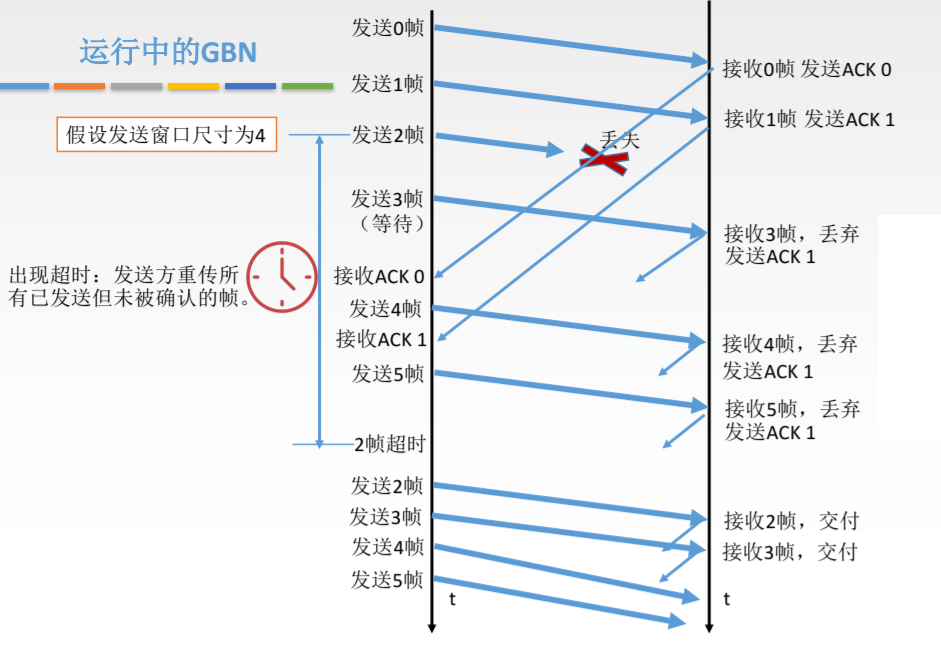 运行中的GBN
假设发送窗口尺寸为4
出现超时：发送方重传所
有已发送但未被确认的帧。
发送0帧
发送1帧
发送2帧
发送3帧
（等待）
接收ACK 0
发送4帧
接收ACK 1
发送5帧
2帧超时
发送2帧
发送3帧
发送4帧
发送5帧
t
丢失
接收0帧 发送ACK 0
接收1帧 发送ACK 1
接收3帧，丢弃
发送ACK 1
接收4帧，丢弃
发送ACK 1
接收5帧，丢弃
发送ACK 1
接收2帧，交付
接收3帧，交付
t